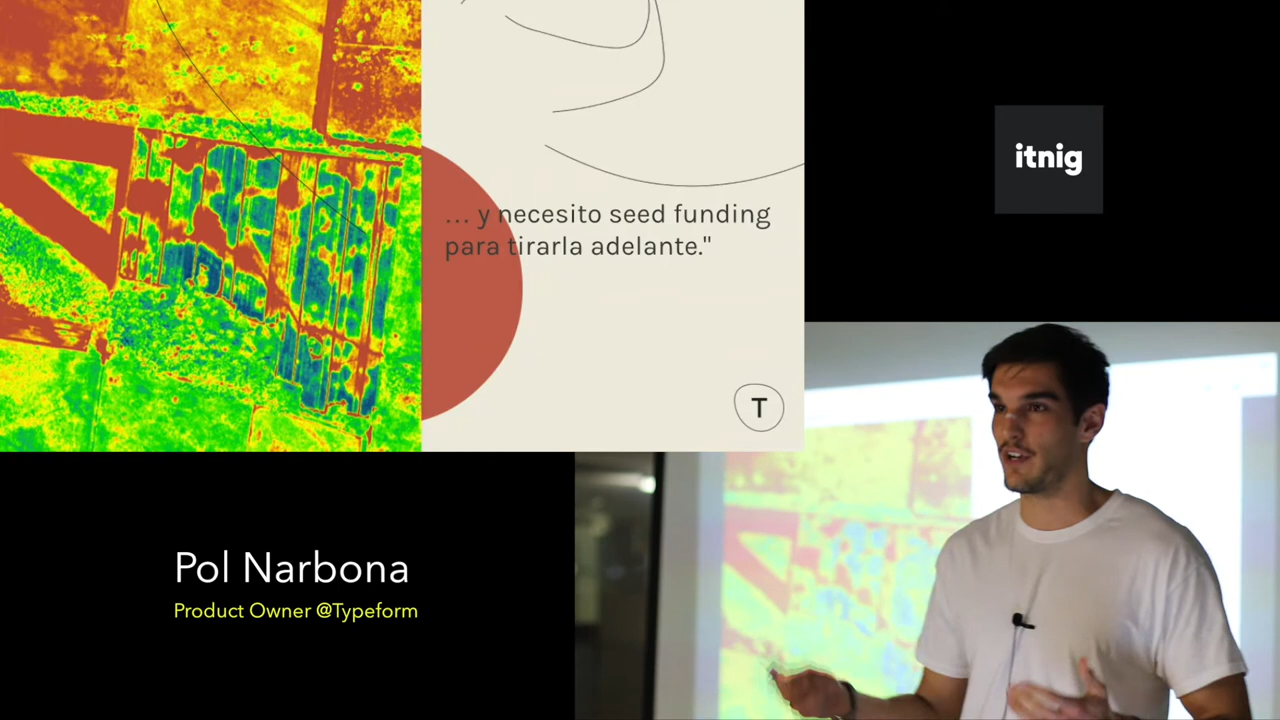 … y necesito seed funding
para tirarla adelante."
T
itnig
Pol Narbona
Product Owner @Typeform